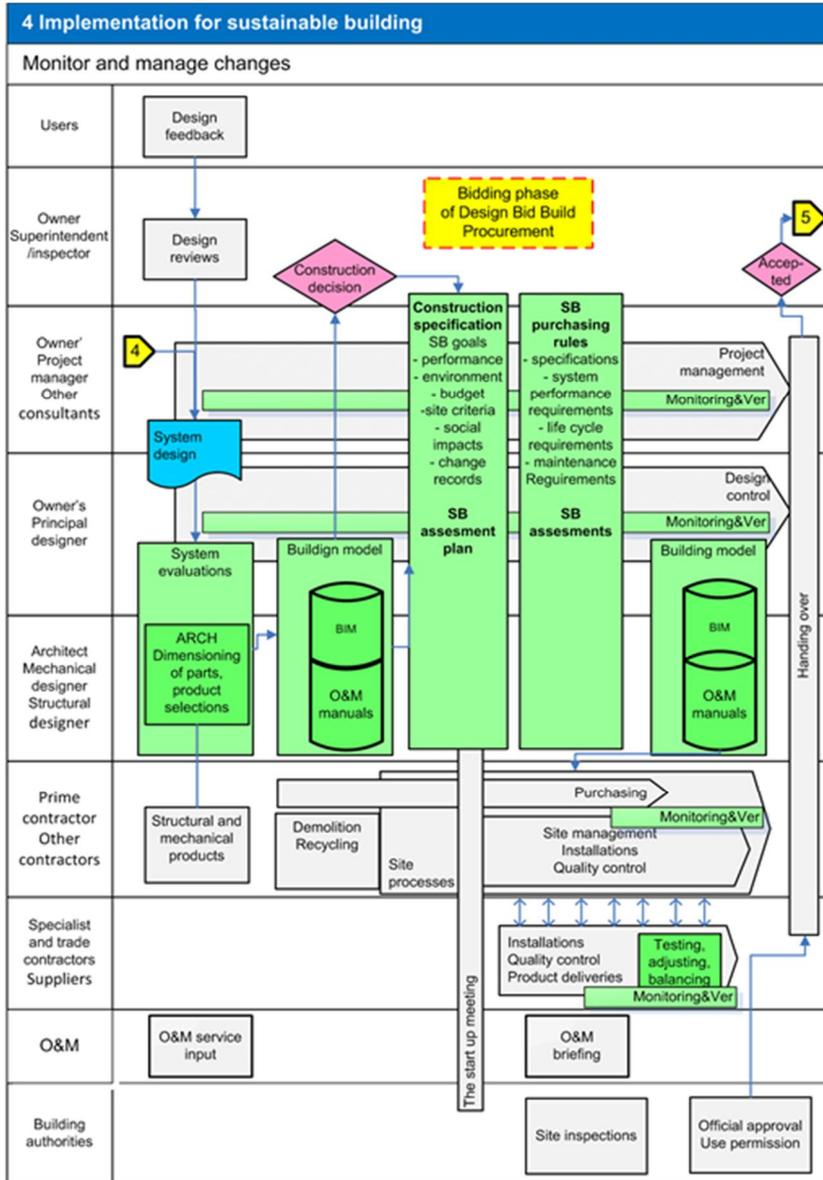 4 Implementation for sustainable building
Monitor and manage changes
Users
Design
feedback
Owner
Superintendent
/inspector
Design
reviews
Construction
decision
Bidding phase
of Design Bid Build
Procurement
5
Accep-
ted
Owner'
Project
manager
Other
consultants
4
System
design
Construction
specification
SB goals
- performance
- environment
- budget
-site criteria
- social
impacts
- change
records
SB
assesment
plan
SB
purchasing
rules
- specifications
- system
performance
requirements
- life cycle
requirements
- maintenance
Reguirements
SB
assesments
Project
management
Monitoring&Ver
Owner's
Principal
designer
Design
control
Monitoring&Ver
System
evaluations
Buildign model
Building model
Architect
Mechanical
designer
Structural
designer
ARCH
Dimensioning
of parts,
product
selections
BIM
O&M
manuals
BIM
O&M
manuals
Handing over
Prime
contractor
Other
contractors
Structural and
mechanical
products
Demolition
Recycling
Site
processes
Purchasing
Monitoring&Ver
Site management
Installations
Quality control
Specialist
and trade
contractors
Suppliers
Installations
Quality control
Product deliveries
Testing,
adjusting,
balancing
Monitoring&Ver
The start up meeting
O&M
O&M service
input
O&M
briefing
Building
authorities
Site inspections
Official approval
Use permission